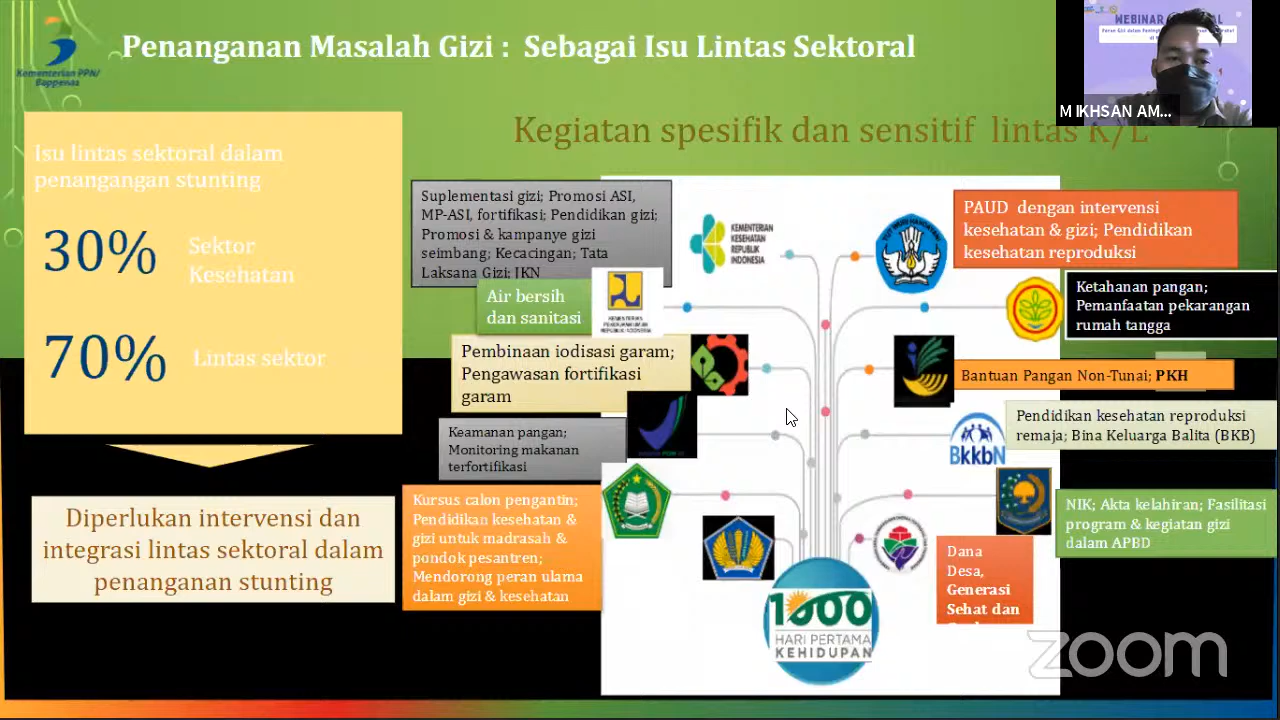 Penanganan Masalah Gizi : Sebagai Isu Lintas Sektoral
Kementerian PPN/
Bappenas
WEBINAR
M IKHSAN AM...
Kegiatan spesifik dan sensitif lintas K/L
Isu lintas sektoral dalam
penangangan stunting
30%
Sektor
Kesehatan
70%
Lintas sektor
Diperlukan intervensi dan
integrasi lintas sektoral dalam
penanganan stunting
Suplementasi gizi; Promosi ASI,
MP-ASI, fortifikasi; Pendidikan gizi;
Promosi & kampanye gizi
seimbang; Kecacingan; Tata
Laksana Gizi; JKN
KEMENTERIAN
KESEHATAN
REPUBLIK
INDONESIA
Air bersih
dan sanitasi
Pembinaan iodisasi garam;
Pengawasan fortifikasi
garam
Keamanan pangan;
Monitoring makanan
terfortifikasi
Kursus calon pengantin;
Pendidikan kesehatan &
gizi untuk madrasah &
pondok pesantren;
Mendorong peran ulama
dalam gizi & kesehatan
PAUD dengan intervensi
kesehatan & gizi; Pendidikan
kesehatan reproduksi
Ketahanan pangan;
Pemanfaatan pekarangan
rumah tangga
Bantuan Pangan Non-Tunai; PKH
Pendidikan kesehatan reproduksi
remaja; Bina Keluarga Balita (BKB)
BkkbN
NIK; Akta kelahiran; Fasilitasi
program & kegiatan gizi
dalam APBD
Dana
Desa,
Generasi
Sehat dan
1000
HARI PERTAMA
KEHIDUPAN
zoom